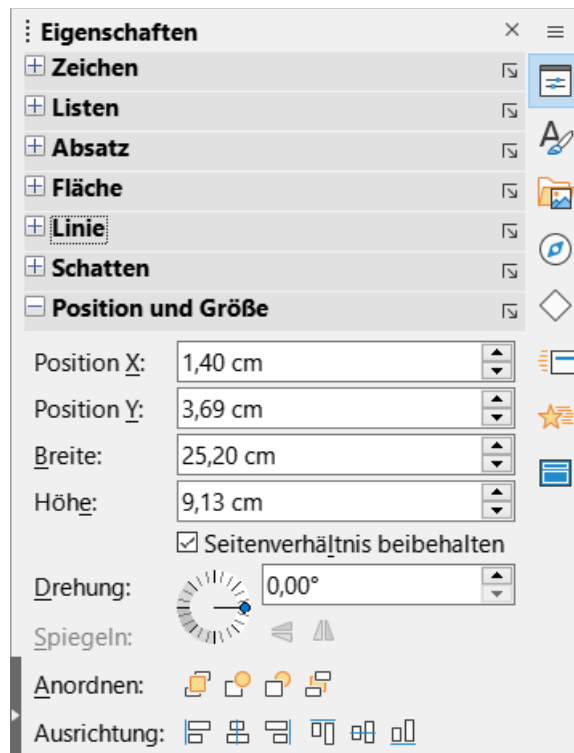 Eigenschaften
Zeichen
Listen
Absatz
Fläche
Linie
Schatten
Position und Größe
Position X: 1,40 cm
Position Y: 3,69 cm
Breite: 25,20 cm
Höhe: 9,13 cm
Seitenverhältnis beibehalten
Drehung: 0,00°
Spiegeln:
Anordnen:
Ausrichtung: